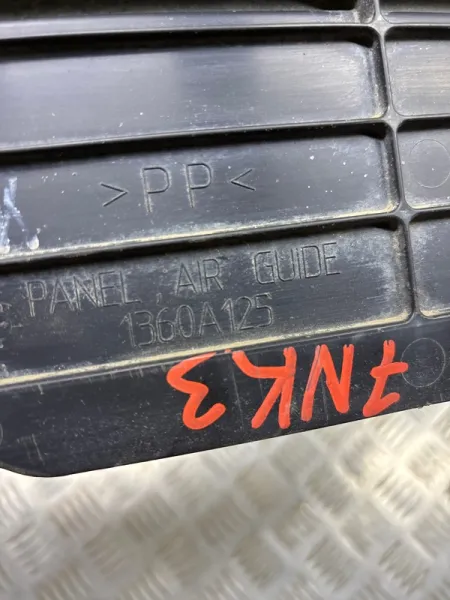 >PP<
PANEL, AIR GUIDE
1360A125
7NK3